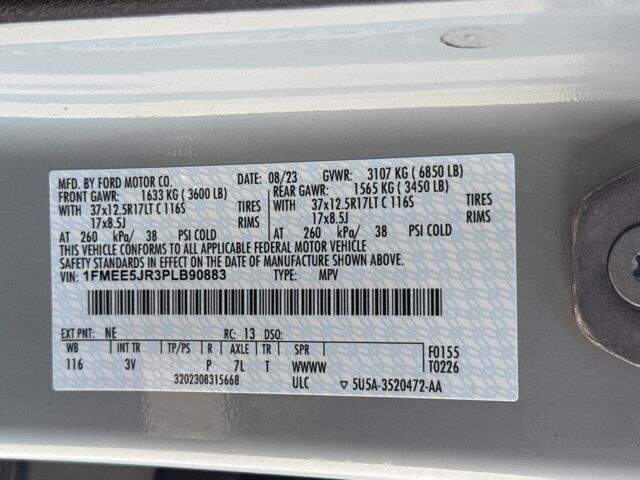 MFD. BY FORD MOTOR CO. DATE: 08/23 GVWR: 3107 KG ( 6850 LB)
FRONT GAWR: 1633 KG ( 3600 LB) REAR GAWR: 1565 KG ( 3450 LB)
WITH 37x12.5R17LT C 116S TIRES WITH 37x12.5R17LT C 116S TIRES
17x8.5J RIMS 17x8.5J RIMS
AT 260 kPa/ 38 PSI COLD AT 260 kPa/ 38 PSI COLD
THIS VEHICLE CONFORMS TO ALL APPLICABLE FEDERAL MOTOR VEHICLE
SAFETY STANDARDS IN EFFECT ON THE DATE OF MANUFACTURE SHOWN ABOVE.
VIN: 1FMEE5JR3PLB90883 TYPE: MPV
EXT PNT: NE RC: 13 DSO:
WB INT TR TP/PS R AXLE TR SPR F0155
116 3V P 7L T WWWW T0226
3202308315668 ULC ▽ 5U5A-3520472-AA